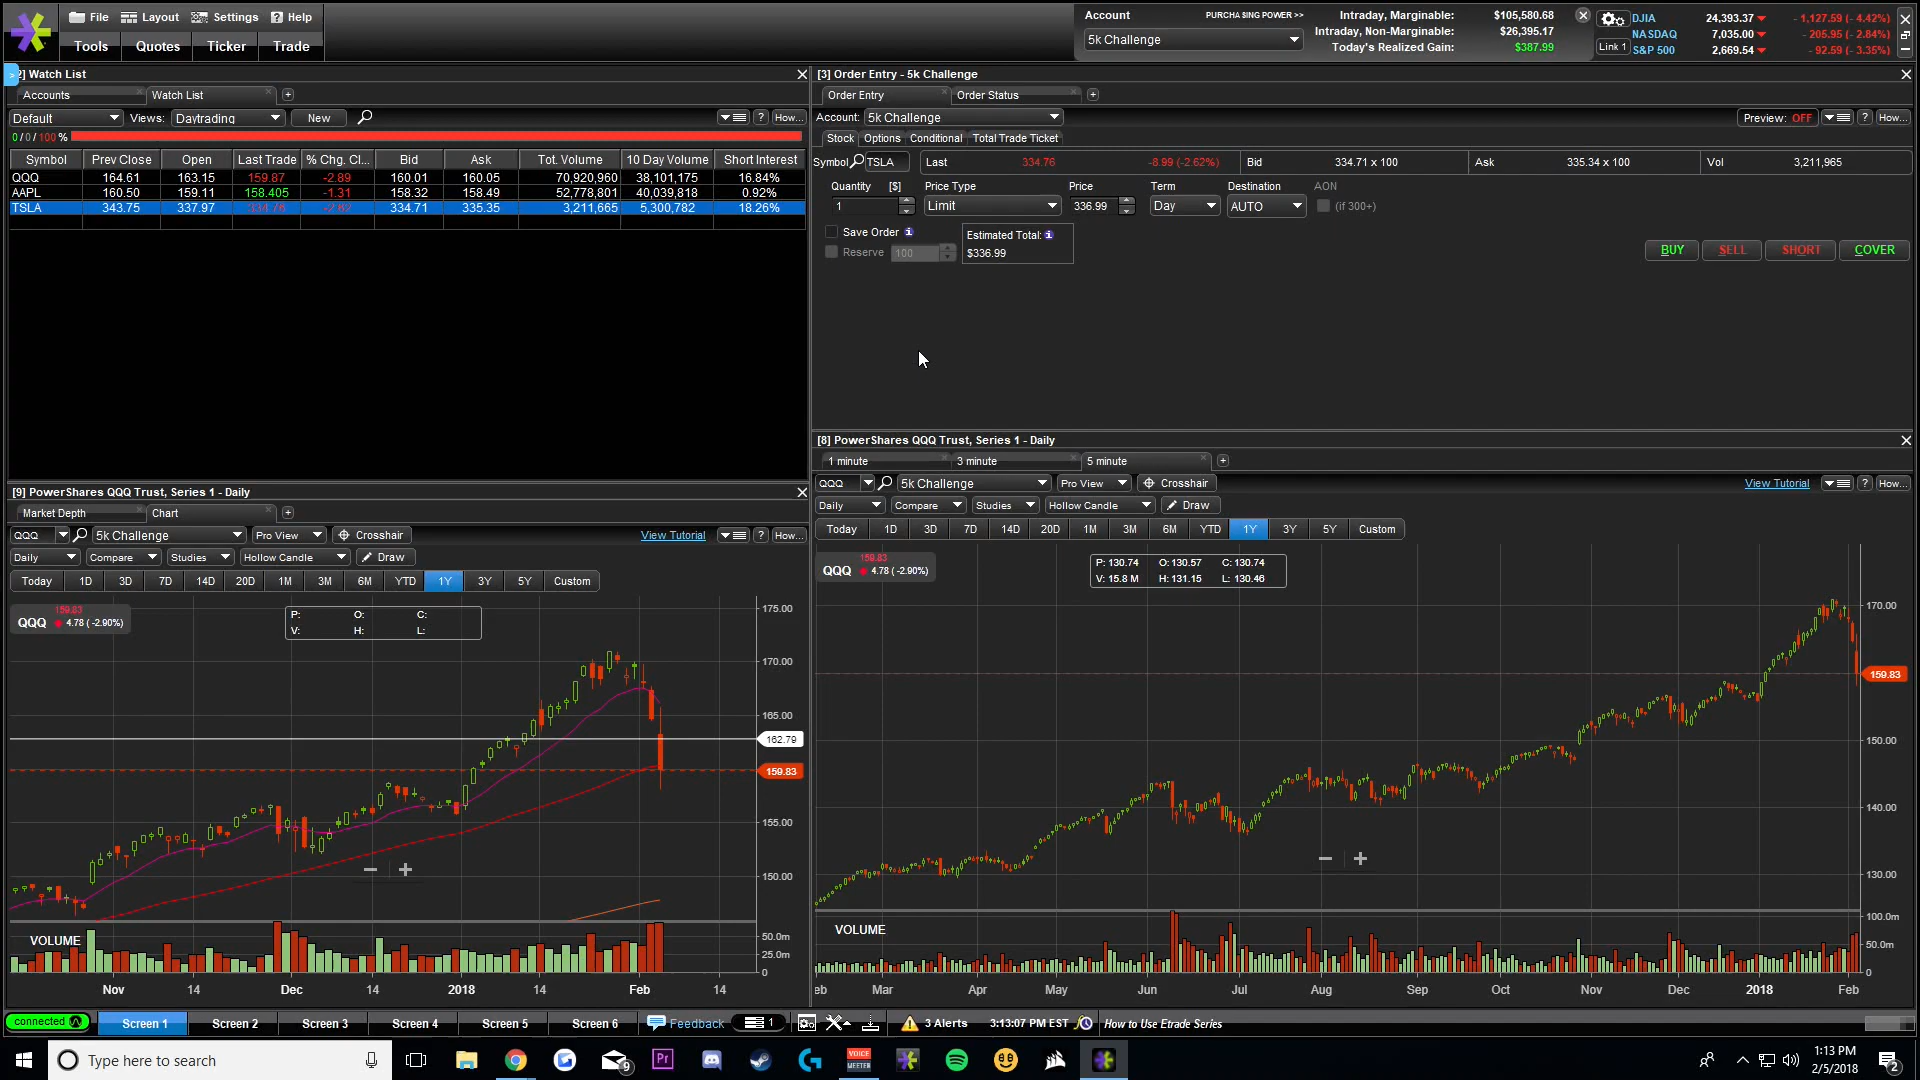 File Layout Settings Help
Tools Quotes Ticker Trade
Account PURCHASING POWER >>
5k Challenge
Intraday, Marginable: $105,580.68
Intraday, Non-Marginable: $26,395.17
Today's Realized Gain: $387.99
Link 1
DJIA 24,393.37 - 1,127.59 (- 4.42%)
NASDAQ 7,035.00 - 205.95 (- 2.84%)
S&P 500 2,669.54 - 92.59 (- 3.35%)
Watch List
Accounts Watch List
Default Views: Daytrading New How...
0 / 0 / 100 %
Symbol Prev Close Open Last Trade % Chg. Cl... Bid Ask Tot. Volume 10 Day Volume Short Interest
QQQ 164.61 163.15 159.87 -2.89 160.01 160.05 70,920,960 38,101,175 16.84%
AAPL 160.50 159.11 158.405 -1.31 158.32 158.49 52,778,801 40,039,818 0.92%
TSLA 343.75 337.97 334.76 -2.62 334.71 335.35 3,211,665 5,300,782 18.26%
[3] Order Entry - 5k Challenge
Order Entry Order Status
Account: 5k Challenge Preview: OFF ? How...
Stock Options Conditional Total Trade Ticket
Symbol TSLA Last 334.76 -8.99 (-2.62%) Bid 334.71 x 100 Ask 335.34 x 100 Vol 3,211,965
Quantity [$] Price Type Price Term Destination AON
1 Limit 336.99 Day AUTO (if 300+)
Save Order Estimated Total:
Reserve 100 $336.99
BUY SELL SHORT COVER
[9] PowerShares QQQ Trust, Series 1 - Daily
Market Depth Chart
QQQ 5k Challenge Pro View Crosshair View Tutorial ? How...
Daily Compare Studies Hollow Candle Draw
Today 1D 3D 7D 14D 20D 1M 3M 6M YTD 1Y 3Y 5Y Custom
159.83
QQQ 4.78 (-2.90%)
P: O: C:
V: H: L:
175.00
170.00
165.00
162.79
159.83
155.00
150.00
VOLUME
50.0m
25.0m
0
Nov 14 Dec 14 2018 14 Feb 14
[8] PowerShares QQQ Trust, Series 1 - Daily
1 minute 3 minute 5 minute
QQQ 5k Challenge Pro View Crosshair View Tutorial ? How...
Daily Compare Studies Hollow Candle Draw
Today 1D 3D 7D 14D 20D 1M 3M 6M YTD 1Y 3Y 5Y Custom
159.83
QQQ 4.78 (-2.90%)
P: 130.74 O: 130.57 C: 130.74
V: 15.8 M H: 131.15 L: 130.46
170.00
159.83
150.00
140.00
130.00
VOLUME
100.0m
50.0m
0
eb Mar Apr May Jun Jul Aug Sep Oct Nov Dec 2018 Feb
connected Screen 1 Screen 2 Screen 3 Screen 4 Screen 5 Screen 6 Feedback 1 3 Alerts 3:13:07 PM EST How to Use Etrade Series
Type here to search
9
Pr
VOICE MEETER
1:13 PM
2/5/2018
2